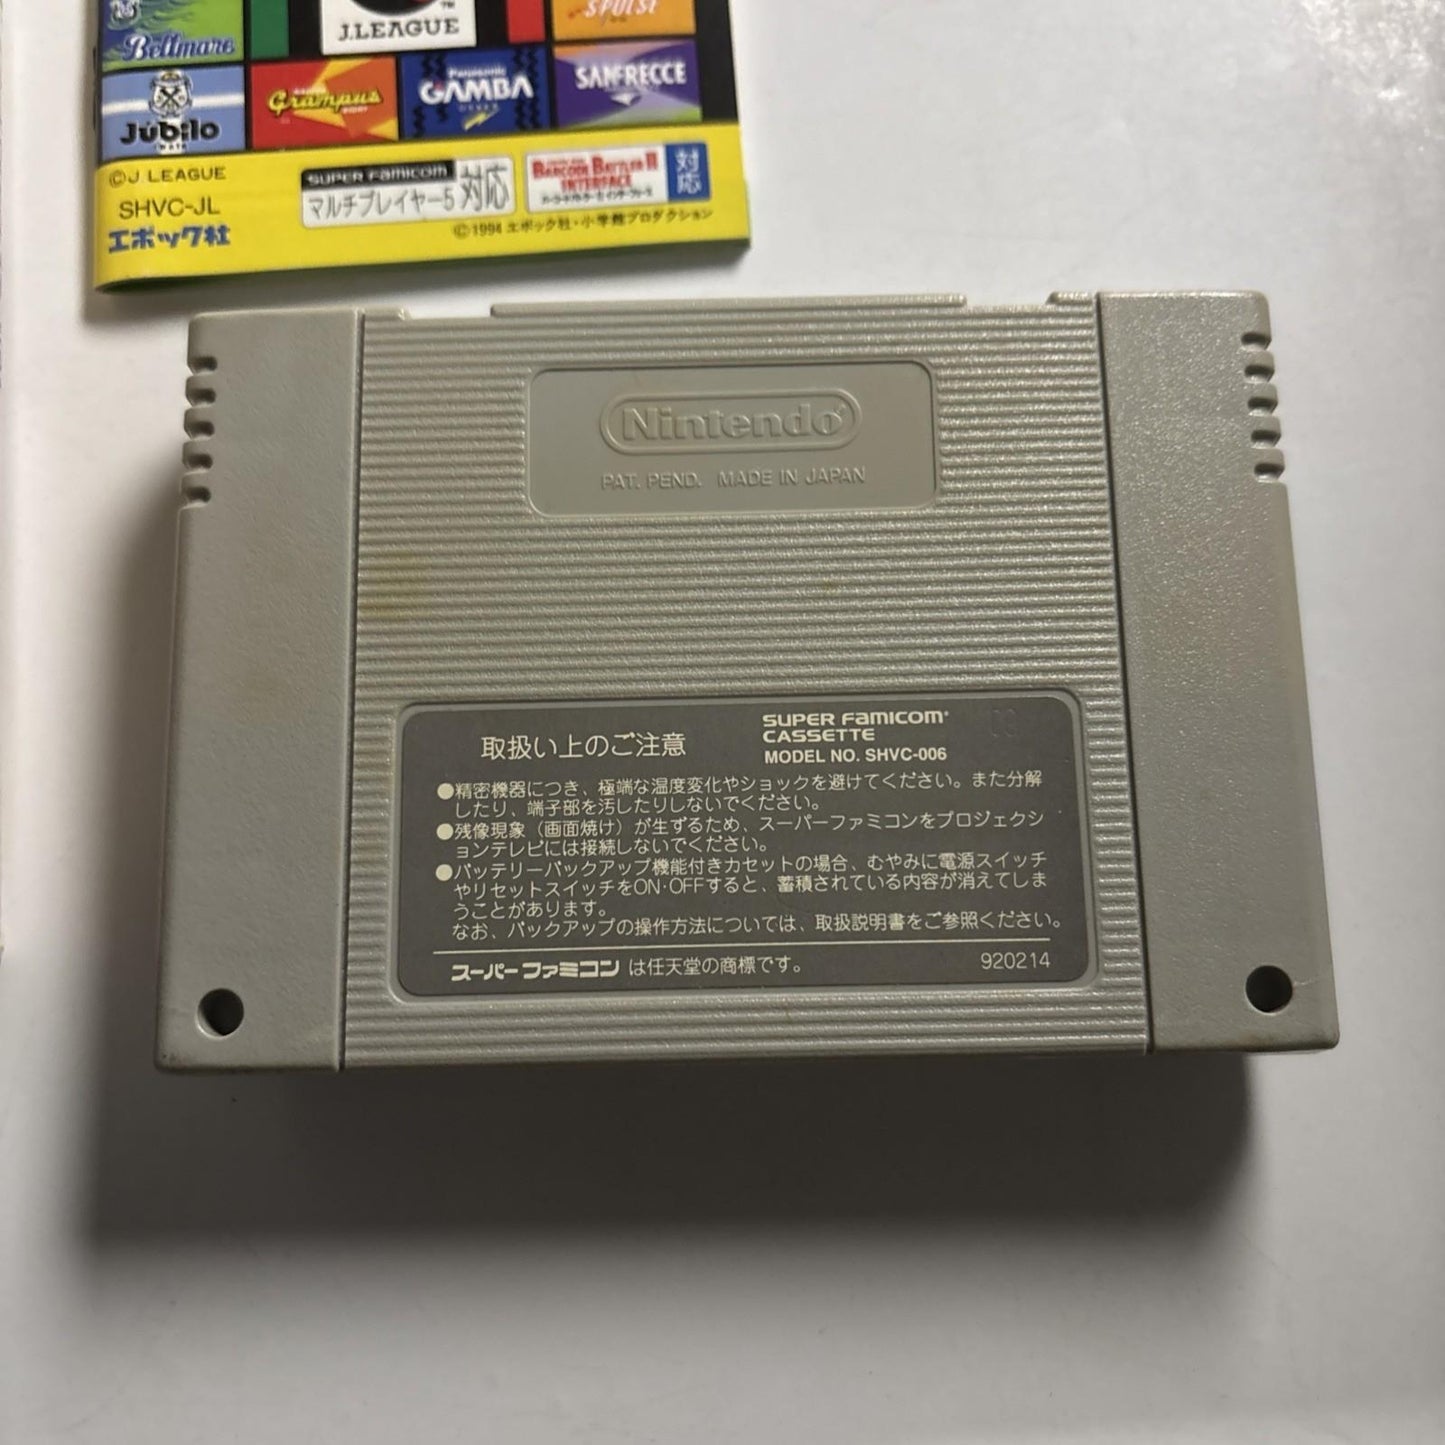 Bellmare
J.LEAGUE
TM
S-PULSE
Júbilo
IWATA
Grampus
EIGHT
Panasonic
GAMBA
OSAKA
SANFRECCE
©J LEAGUE
SHVC-JL
エポック社
SUPER FAMICOM
マルチプレイヤー5 対応
BARCODE BATTLER II
INTERFACE
対応
©1994 エポック社・小学館プロダクション
Nintendo®
PAT. PEND. MADE IN JAPAN
取扱い上のご注意
SUPER FAMICOM®
CASSETTE
MODEL NO. SHVC-006
●精密機器につき、極端な温度変化やショックを避けてください。また分解
したり、端子部を汚したりしないでください。
●残像現象（画面焼け）が生ずるため、スーパーファミコンをプロジェクシ
ョンテレビには接続しないでください。
●バッテリーバックアップ機能付きカセットの場合、むやみに電源スイッチ
やリセットスイッチをON・OFFすると、蓄積されている内容が消えてしま
うことがあります。
なお、バックアップの操作方法については、取扱説明書をご参照ください。
スーパーファミコン は任天堂の商標です。
920214